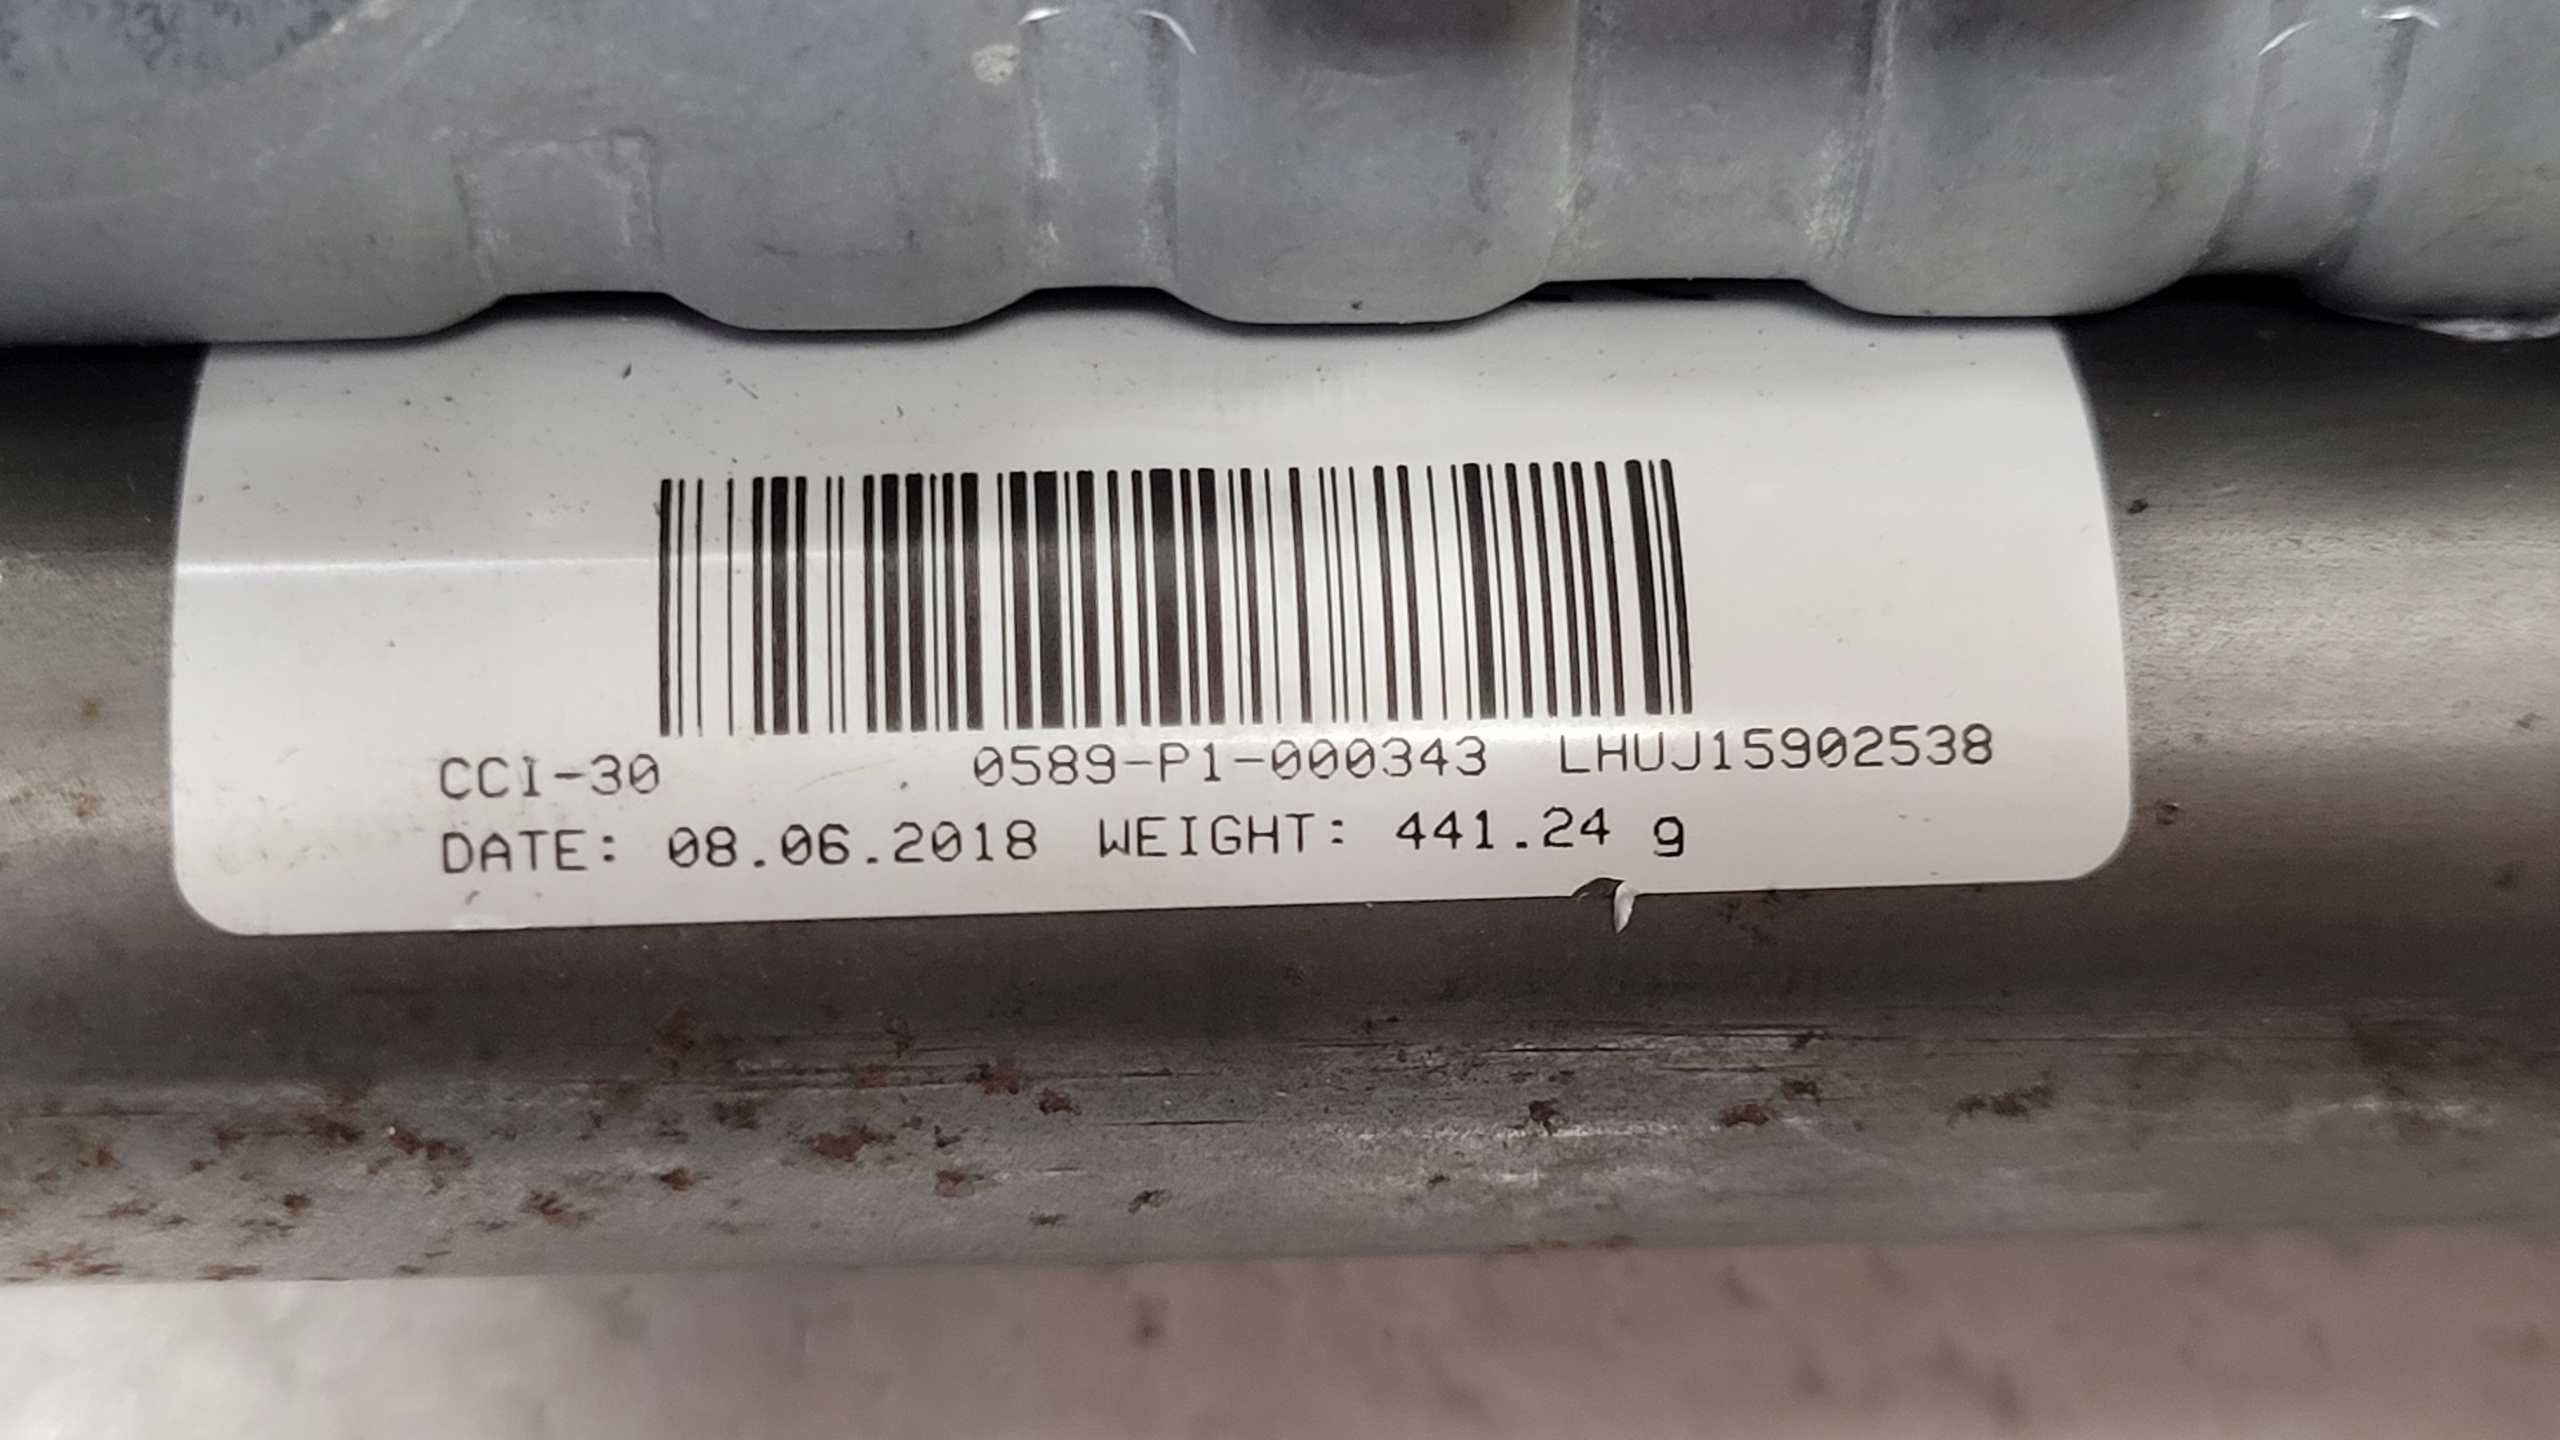 CCI-30 0589-P1-000343 LHUJ15902538
DATE: 08.06.2018 WEIGHT: 441.24 g